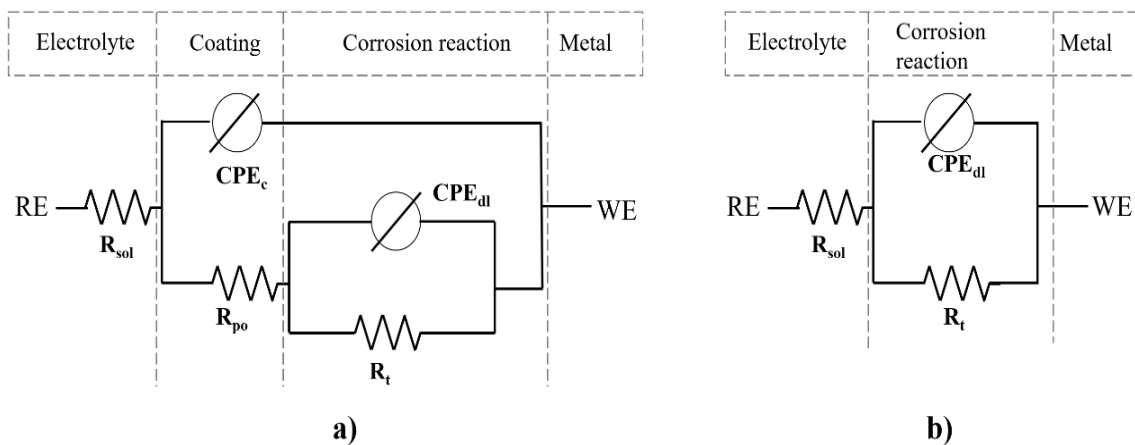 Electrolyte Coating Corrosion reaction Metal
CPEc
CPEdl
RE WE
Rsol
Rpo
Rt
a)
Electrolyte Corrosion reaction Metal
CPEdl
RE WE
Rsol
Rt
b)